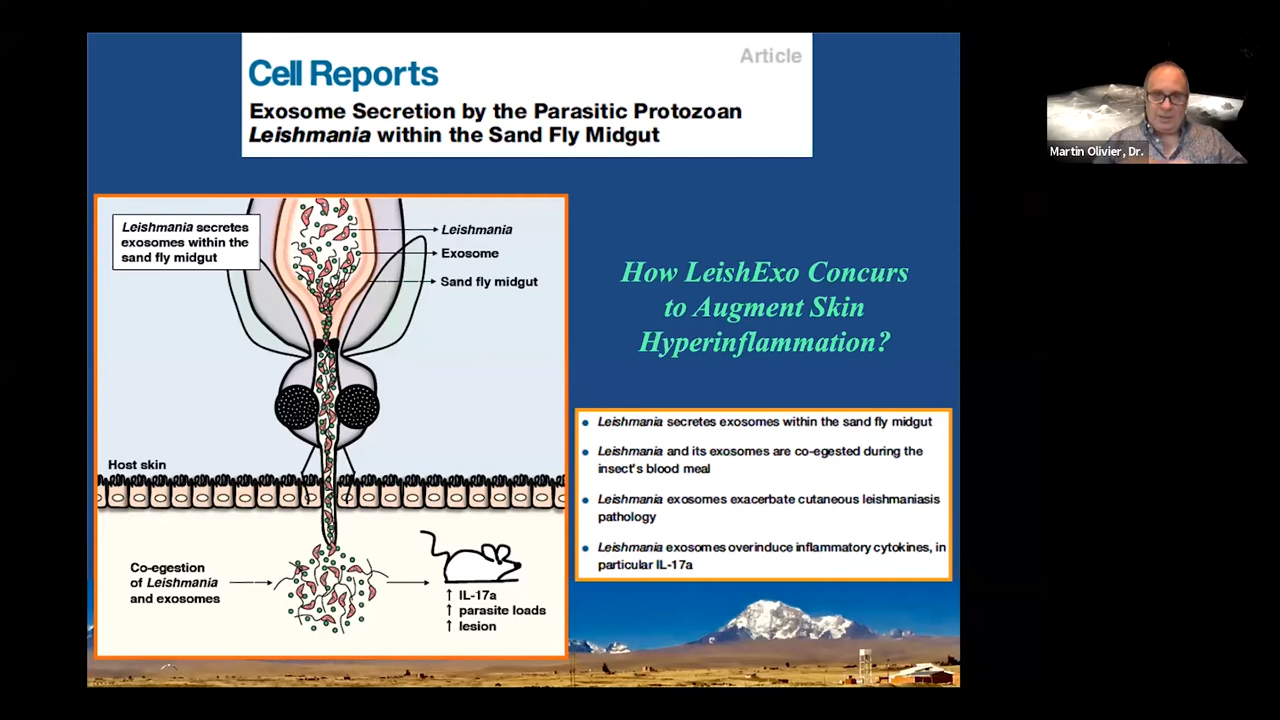 Article
Cell Reports
Exosome Secretion by the Parasitic Protozoan
Leishmania within the Sand Fly Midgut
Martin Olivier, Dr.
Leishmania secretes
exosomes within the
sand fly midgut
Leishmania
Exosome
Sand fly midgut
Host skin
Co-egestion
of Leishmania
and exosomes
↑ IL-17a
↑ parasite loads
↑ lesion
How LeishExo Concurs
to Augment Skin
Hyperinflammation?
• Leishmania secretes exosomes within the sand fly midgut
• Leishmania and its exosomes are co-egested during the
insect's blood meal
• Leishmania exosomes exacerbate cutaneous leishmaniasis
pathology
• Leishmania exosomes overinduce inflammatory cytokines, in
particular IL-17a